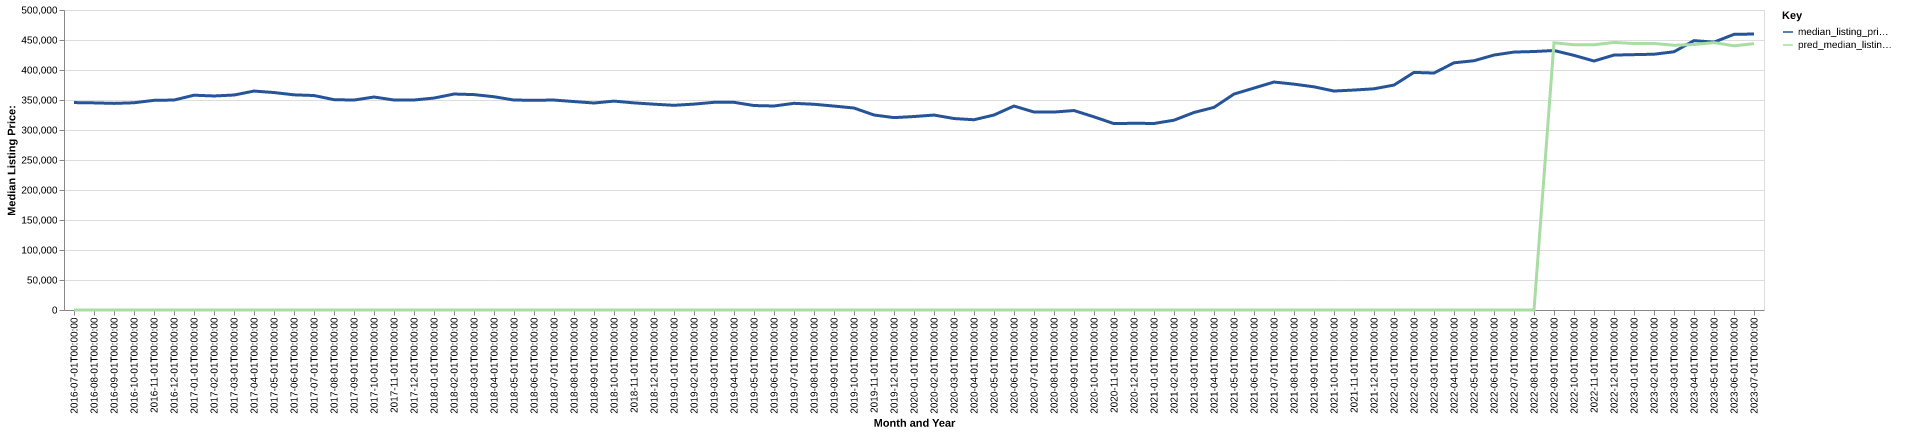 500,000
450,000
400,000
350,000
300,000
250,000
200,000
150,000
100,000
50,000
0
Median Listing Price:
2016-07-01T00:00:00
2016-08-01T00:00:00
2016-09-01T00:00:00
2016-10-01T00:00:00
2016-11-01T00:00:00
2016-12-01T00:00:00
2017-01-01T00:00:00
2017-02-01T00:00:00
2017-03-01T00:00:00
2017-04-01T00:00:00
2017-05-01T00:00:00
2017-06-01T00:00:00
2017-07-01T00:00:00
2017-08-01T00:00:00
2017-09-01T00:00:00
2017-10-01T00:00:00
2017-11-01T00:00:00
2017-12-01T00:00:00
2018-01-01T00:00:00
2018-02-01T00:00:00
2018-03-01T00:00:00
2018-04-01T00:00:00
2018-05-01T00:00:00
2018-06-01T00:00:00
2018-07-01T00:00:00
2018-08-01T00:00:00
2018-09-01T00:00:00
2018-10-01T00:00:00
2018-11-01T00:00:00
2018-12-01T00:00:00
2019-01-01T00:00:00
2019-02-01T00:00:00
2019-03-01T00:00:00
2019-04-01T00:00:00
2019-05-01T00:00:00
2019-06-01T00:00:00
2019-07-01T00:00:00
2019-08-01T00:00:00
2019-09-01T00:00:00
2019-10-01T00:00:00
2019-11-01T00:00:00
2019-12-01T00:00:00
2020-01-01T00:00:00
2020-02-01T00:00:00
2020-03-01T00:00:00
2020-04-01T00:00:00
2020-05-01T00:00:00
2020-06-01T00:00:00
2020-07-01T00:00:00
2020-08-01T00:00:00
2020-09-01T00:00:00
2020-10-01T00:00:00
2020-11-01T00:00:00
2020-12-01T00:00:00
2021-01-01T00:00:00
2021-02-01T00:00:00
2021-03-01T00:00:00
2021-04-01T00:00:00
2021-05-01T00:00:00
2021-06-01T00:00:00
2021-07-01T00:00:00
2021-08-01T00:00:00
2021-09-01T00:00:00
2021-10-01T00:00:00
2021-11-01T00:00:00
2021-12-01T00:00:00
2022-01-01T00:00:00
2022-02-01T00:00:00
2022-03-01T00:00:00
2022-04-01T00:00:00
2022-05-01T00:00:00
2022-06-01T00:00:00
2022-07-01T00:00:00
2022-08-01T00:00:00
2022-09-01T00:00:00
2022-10-01T00:00:00
2022-11-01T00:00:00
2022-12-01T00:00:00
2023-01-01T00:00:00
2023-02-01T00:00:00
2023-03-01T00:00:00
2023-04-01T00:00:00
2023-05-01T00:00:00
2023-06-01T00:00:00
2023-07-01T00:00:00
Month and Year
Key
median_listing_pri…
pred_median_listin…